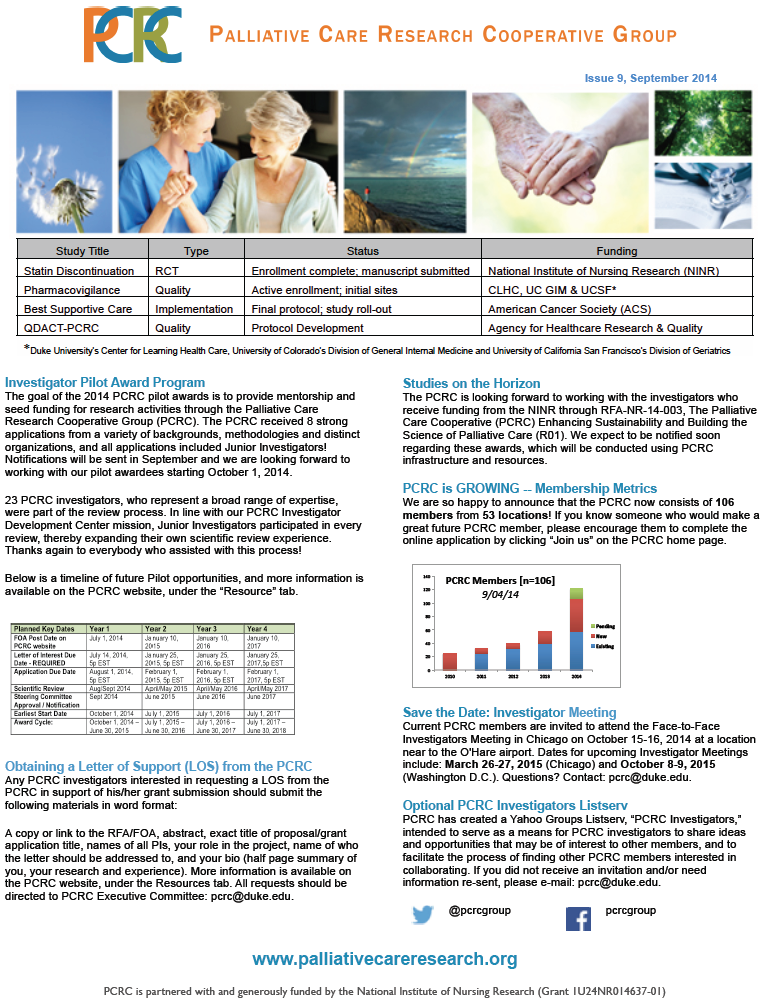 PCRC PALLIATIVE CARE RESEARCH COOPERATIVE GROUP
Issue 9, September 2014
Study Title Type Status Funding
Statin Discontinuation RCT Enrollment complete; manuscript submitted National Institute of Nursing Research (NINR)
Pharmacovigilance Quality Active enrollment; initial sites CLHC, UC GIM & UCSF*
Best Supportive Care Implementation Final protocol; study roll-out American Cancer Society (ACS)
QDACT-PCRC Quality Protocol Development Agency for Healthcare Research & Quality
*Duke University's Center for Learning Health Care, University of Colorado's Division of General Internal Medicine and University of California San Francisco's Division of Geriatrics
Investigator Pilot Award Program
The goal of the 2014 PCRC pilot awards is to provide mentorship and
seed funding for research activities through the Palliative Care
Research Cooperative Group (PCRC). The PCRC received 8 strong
applications from a variety of backgrounds, methodologies and distinct
organizations, and all applications included Junior Investigators!
Notifications will be sent in September and we are looking forward to
working with our pilot awardees starting October 1, 2014.
23 PCRC investigators, who represent a broad range of expertise,
were part of the review process. In line with our PCRC Investigator
Development Center mission, Junior Investigators participated in every
review, thereby expanding their own scientific review experience.
Thanks again to everybody who assisted with this process!
Below is a timeline of future Pilot opportunities, and more information is
available on the PCRC website, under the “Resource” tab.
Planned Key Dates Year 1 Year 2 Year 3 Year 4
FOA Post Date on July 1, 2014 January 10, January 10, January 10,
PCRC website 2015 2016 2017
Letter of Interest Due July 14, 2014, January 25, January 25, January 25,
Date - REQUIRED 5p EST 2015, 5p EST 2016, 5p EST 2017,5p EST
Application Due Date August 1, 2014, February 1, February 1, February 1,
5p EST 2015, 5p EST 2016, 5p EST 2017, 5p EST
Scientific Review Aug/Sept 2014 April/May 2015 April/May 2016 April/May 2017
Steering Committee Sept 2014 June 2015 June 2016 June 2017
Approval / Notification
Earliest Start Date October 1, 2014 July 1, 2015 July 1, 2016 July 1, 2017
Award Cycle: October 1, 2014 – July 1, 2015 – July 1, 2016 – July 1, 2017 –
June 30, 2015 June 30, 2016 June 30, 2017 June 30, 2018
Obtaining a Letter of Support (LOS) from the PCRC
Any PCRC investigators interested in requesting a LOS from the
PCRC in support of his/her grant submission should submit the
following materials in word format:
A copy or link to the RFA/FOA, abstract, exact title of proposal/grant
application title, names of all PIs, your role in the project, name of who
the letter should be addressed to, and your bio (half page summary of
you, your research and experience). More information is available on
the PCRC website, under the Resources tab. All requests should be
directed to PCRC Executive Committee: pcrc@duke.edu.
Studies on the Horizon
The PCRC is looking forward to working with the investigators who
receive funding from the NINR through RFA-NR-14-003, The Palliative
Care Cooperative (PCRC) Enhancing Sustainability and Building the
Science of Palliative Care (R01). We expect to be notified soon
regarding these awards, which will be conducted using PCRC
infrastructure and resources.
PCRC is GROWING -- Membership Metrics
We are so happy to announce that the PCRC now consists of 106
members from 53 locations! If you know someone who would make a
great future PCRC member, please encourage them to complete the
online application by clicking “Join us” on the PCRC home page.
PCRC Members [n=106]
9/04/14
140
120
100
80
60
40
20
0
2010 2011 2012 2013 2014
Pending
New
Existing
Save the Date: Investigator Meeting
Current PCRC members are invited to attend the Face-to-Face
Investigators Meeting in Chicago on October 15-16, 2014 at a location
near to the O'Hare airport. Dates for upcoming Investigator Meetings
include: March 26-27, 2015 (Chicago) and October 8-9, 2015
(Washington D.C.). Questions? Contact: pcrc@duke.edu.
Optional PCRC Investigators Listserv
PCRC has created a Yahoo Groups Listserv, “PCRC Investigators,”
intended to serve as a means for PCRC investigators to share ideas
and opportunities that may be of interest to other members, and to
facilitate the process of finding other PCRC members interested in
collaborating. If you did not receive an invitation and/or need
information re-sent, please e-mail: pcrc@duke.edu.
@pcrcgroup f pcrcgroup
www.palliativecareresearch.org
PCRC is partnered with and generously funded by the National Institute of Nursing Research (Grant 1U24NR014637-01)